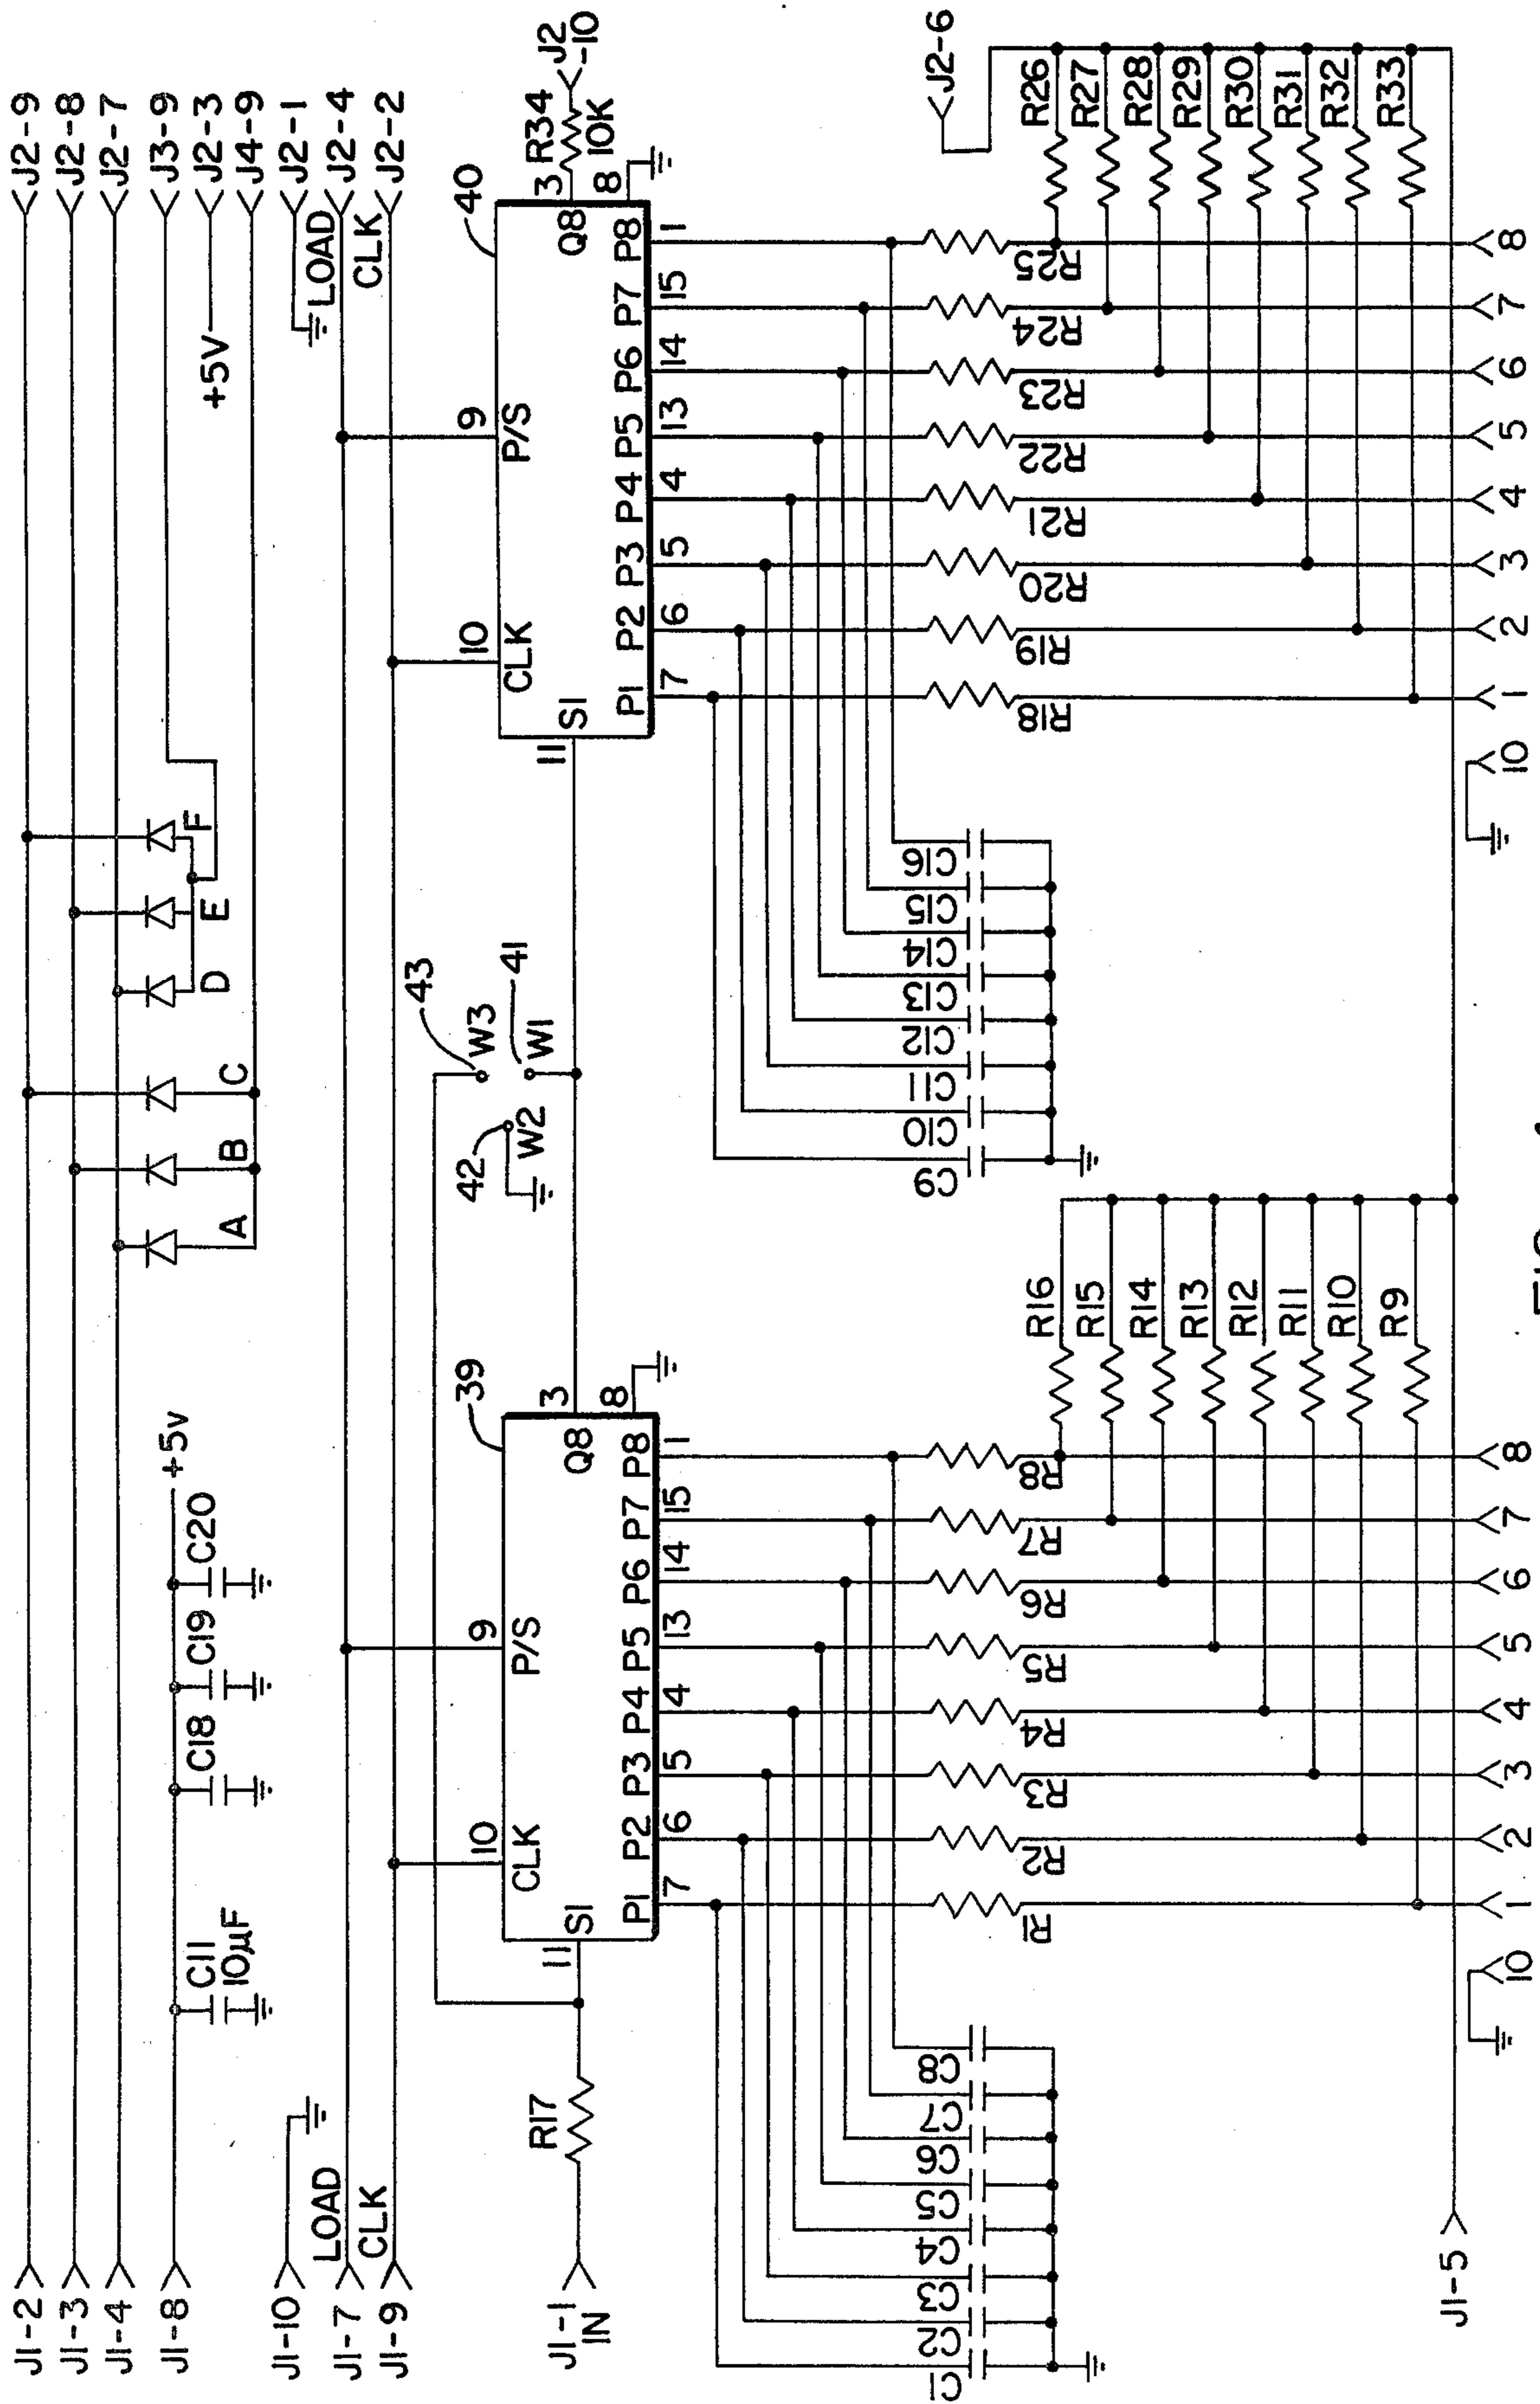 J1-2
J1-3
J1-4
J1-8
J1-10
J1-7
LOAD
J1-9
CLK
C11
10µF
C18
C19
C20
+5v
A
B
C
D
E
F
J2-9
J2-8
J2-7
J3-9
+5V
J2-3
J4-9
J2-1
LOAD
J2-4
CLK
J2-2
J1-1
IN
R17
11
SI
10
CLK
9
P/S
39
Q8
3
8
P1
P2
P3
P4
P5
P6
P7
P8
7
6
5
4
13
14
15
1
43
W3
41
W1
42
W2
11
SI
10
CLK
9
P/S
40
Q8
3
8
R34
10K
J2
-10
P1
P2
P3
P4
P5
P6
P7
P8
7
6
5
4
13
14
15
1
C1
C2
C3
C4
C5
C6
C7
C8
R1
R2
R3
R4
R5
R6
R7
R8
R16
R15
R14
R13
R12
R11
R10
R9
C9
C10
C11
C12
C13
C14
C15
C16
R18
R19
R20
R21
R22
R23
R24
R25
J2-6
R26
R27
R28
R29
R30
R31
R32
R33
J1-5
10
1
2
3
4
5
6
7
8
10
1
2
3
4
5
6
7
8